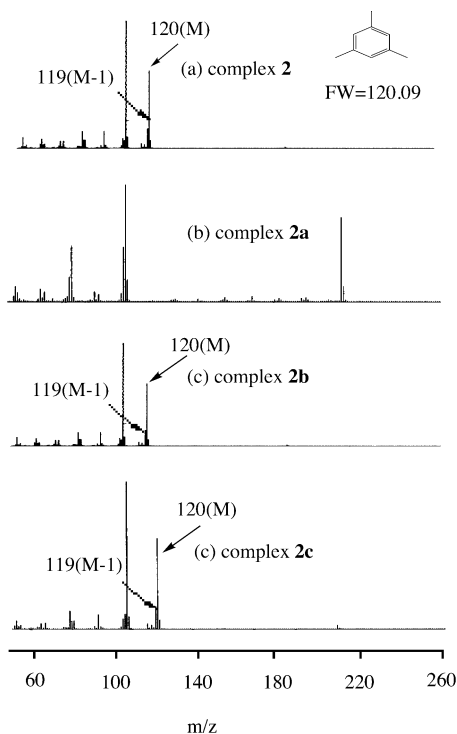 120(M)
119(M-1)
(a) complex 2
FW=120.09
(b) complex 2a
120(M)
(c) complex 2b
119(M-1)
120(M)
(c) complex 2c
119(M-1)
60 100 140 180 220 260
m/z